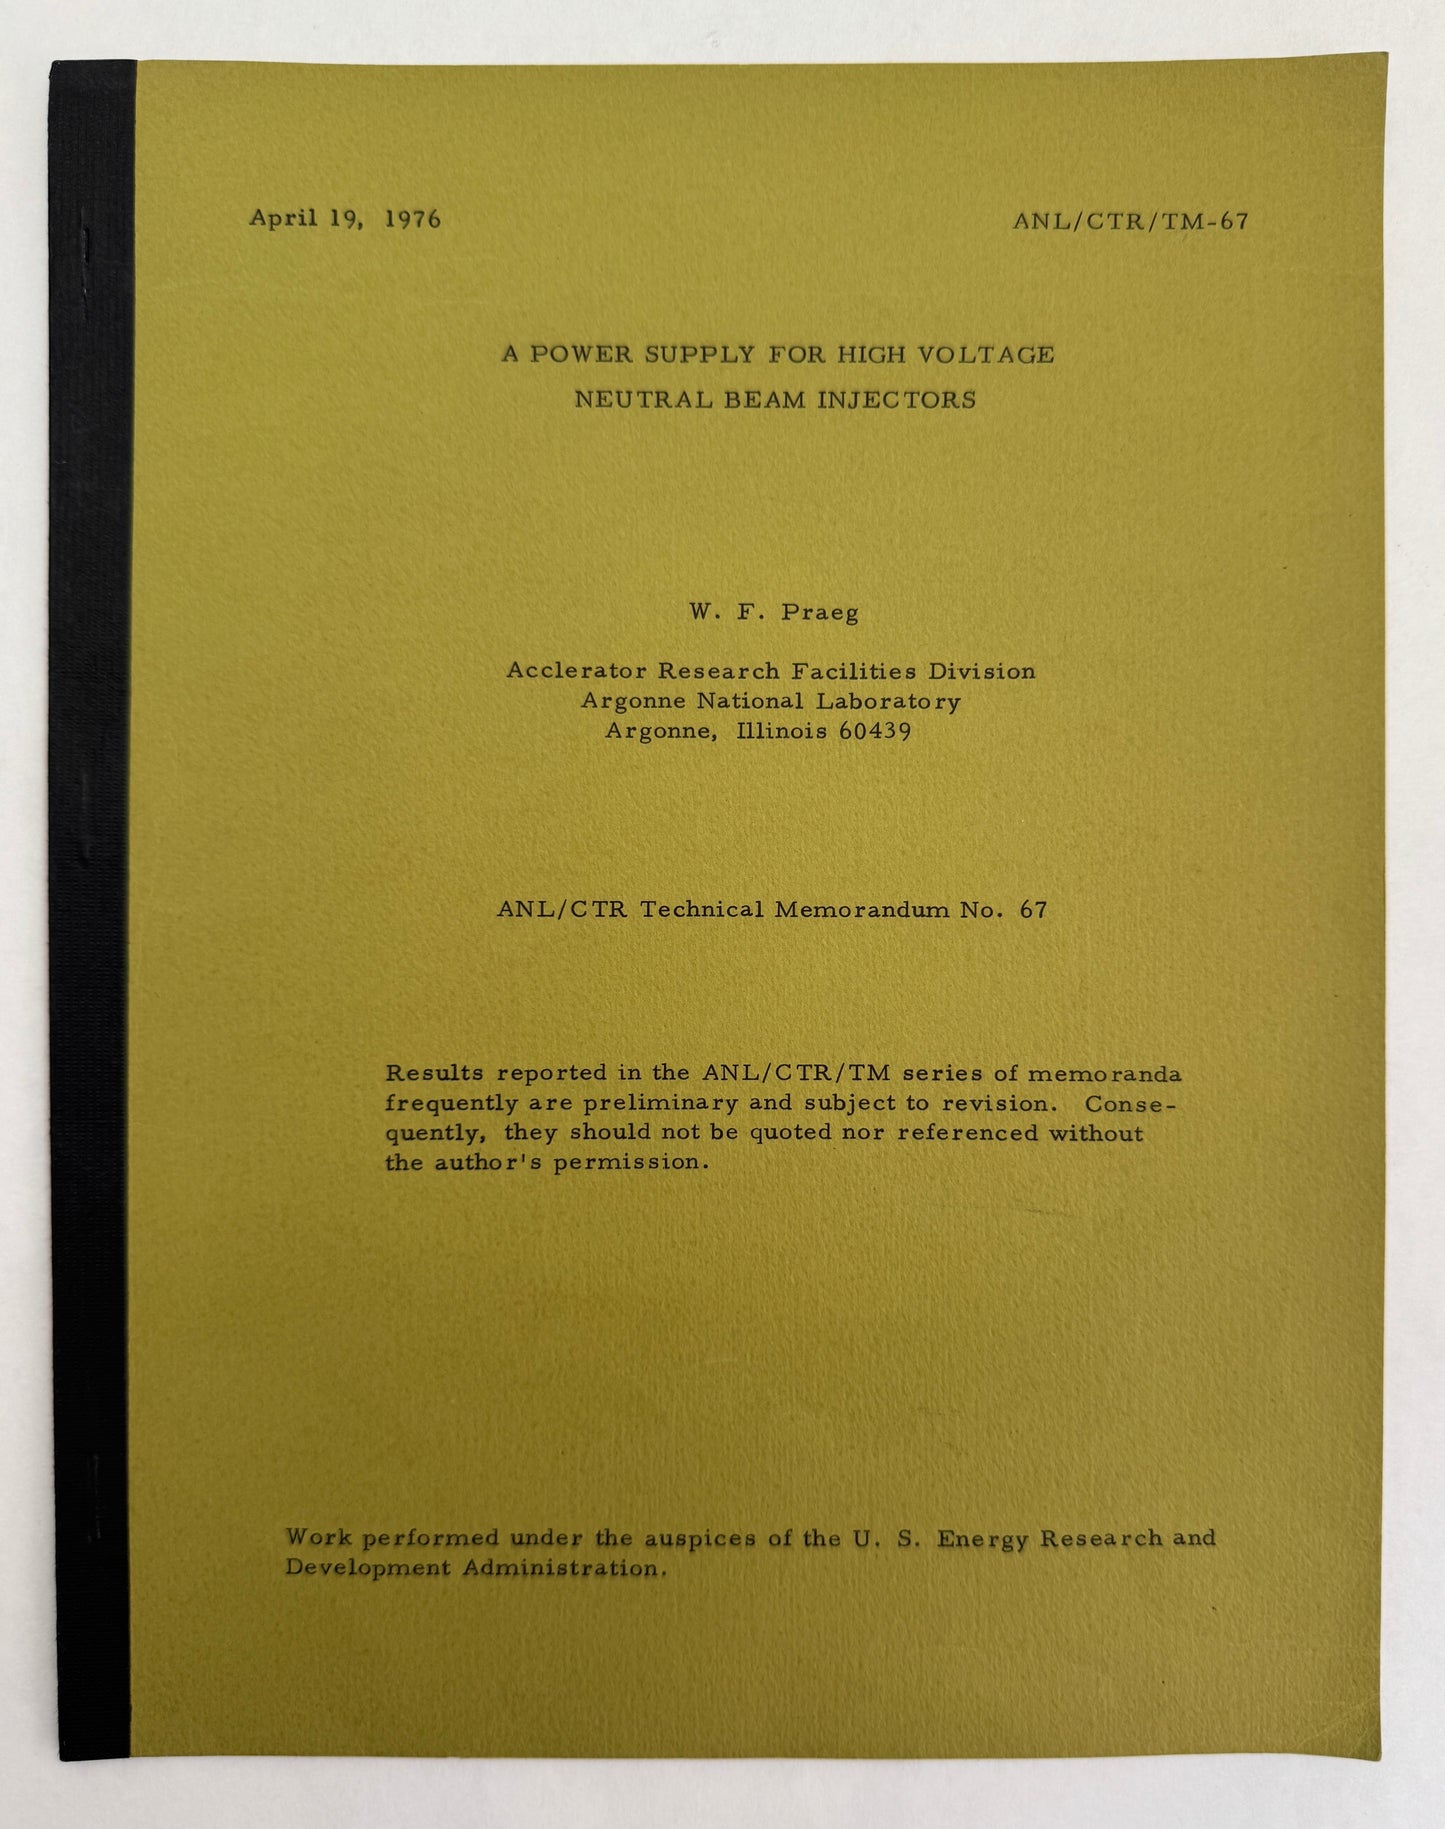 April 19, 1976
ANL/CTR/TM-67
A POWER SUPPLY FOR HIGH VOLTAGE
NEUTRAL BEAM INJECTORS
W. F. Praeg
Acclerator Research Facilities Division
Argonne National Laboratory
Argonne, Illinois 60439
ANL/CTR Technical Memorandum No. 67
Results reported in the ANL/CTR/TM series of memoranda
frequently are preliminary and subject to revision. Conse-
quently, they should not be quoted nor referenced without
the author's permission.
Work performed under the auspices of the U. S. Energy Research and
Development Administration.